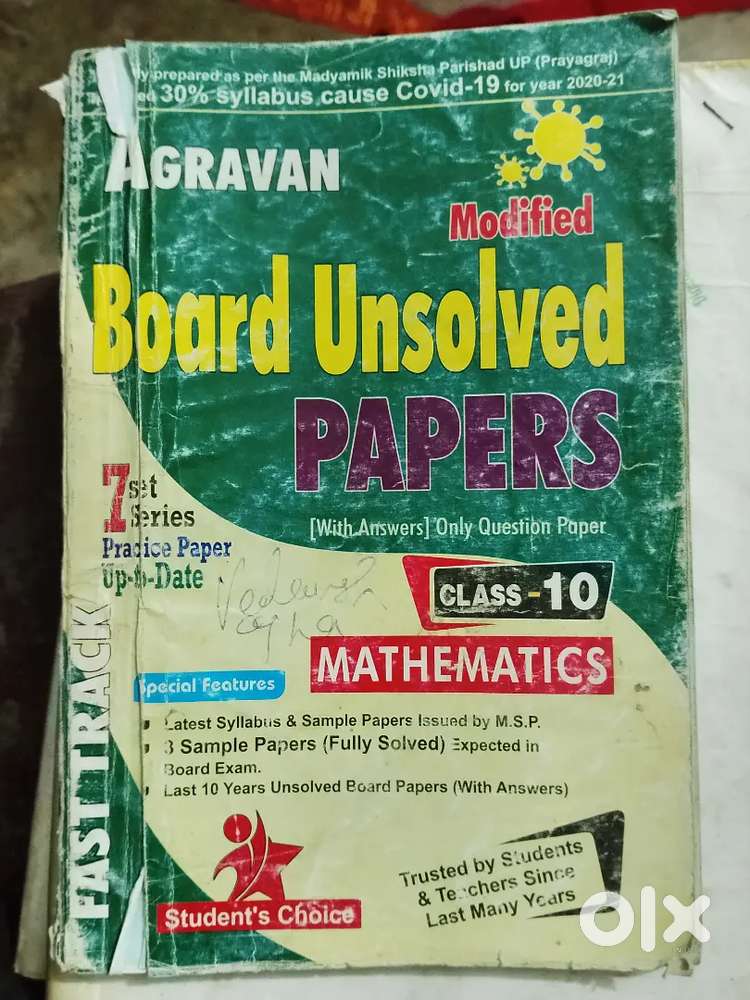 prepared as per the Madyamik Shiksha Parishad UP (Prayagraj)
30% syllabus cause Covid-19 for year 2020-21
AGRAVAN
Modified
Board Unsolved
PAPERS
[With Answers] Only Question Paper
7 set
Series
Practice Paper
Up-to-Date
CLASS - 10
MATHEMATICS
Special Features
Latest Syllabus & Sample Papers Issued by M.S.P.
3 Sample Papers (Fully Solved) Expected in
Board Exam.
Last 10 Years Unsolved Board Papers (With Answers)
FAST TRACK
Student's Choice
Trusted by Students
& Teachers Since
Last Many Years
olx